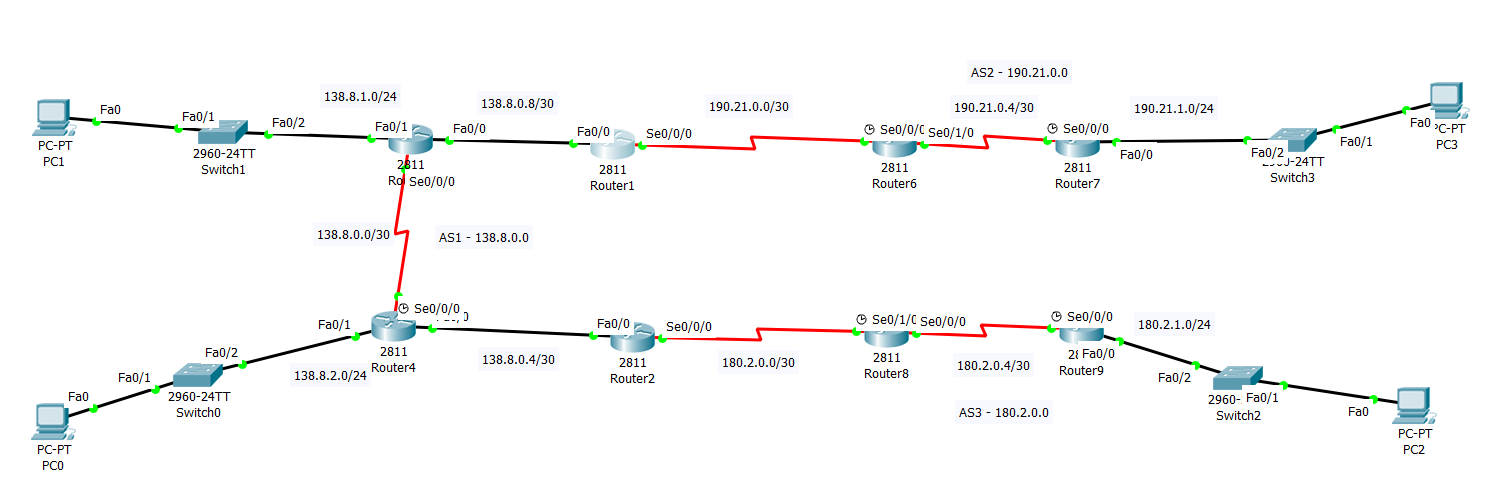 AS2 - 190.21.0.0
138.8.1.0/24
138.8.0.8/30
190.21.0.0/30
190.21.0.4/30
190.21.1.0/24
Fa0
Fa0/1
Fa0/2
Fa0/1
Fa0/0
Fa0/0
Se0/0/0
Se0/0/0
Se0/1/0
Se0/0/0
Fa0/0
Fa0/2
Fa0/1
Fa0
PC-PT
PC1
2960-24TT
Switch1
2811
Se0/0/0
2811
Router1
2811
Router6
2811
Router7
Switch3
PC3
138.8.0.0/30
AS1 - 138.8.0.0
Se0/0/0
Fa0/1
2811
Router4
138.8.0.4/30
Fa0/0
Se0/0/0
2811
Router2
180.2.0.0/30
Se0/1/0
Se0/0/0
2811
Router8
180.2.0.4/30
Se0/0/0
Fa0/0
Router9
180.2.1.0/24
138.8.2.0/24
Fa0/2
Fa0/1
Fa0
2960-24TT
Switch0
PC-PT
PC0
AS3 - 180.2.0.0
Fa0/2
2960-
Fa0/1
Switch2
Fa0
PC-PT
PC2